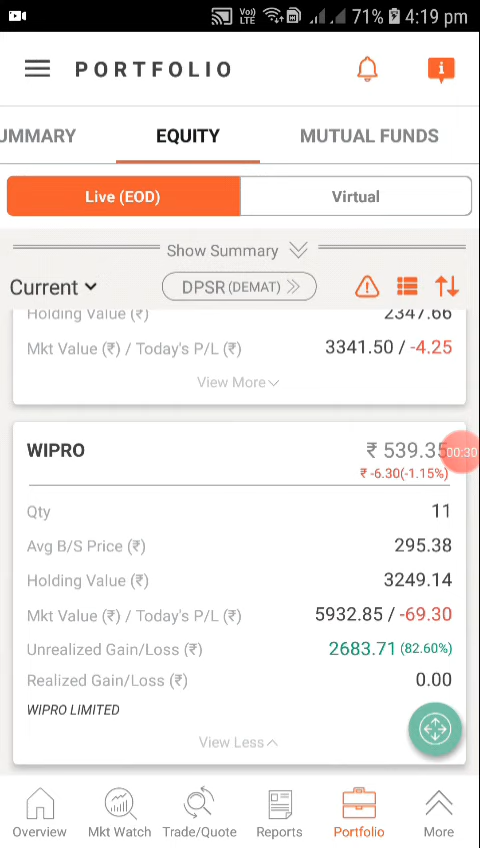 Vo)) LTE 71% 4:19 pm
PORTFOLIO
UMMARY EQUITY MUTUAL FUNDS
Live (EOD) Virtual
Show Summary
Current DPSR (DEMAT)
Holding Value (₹) 2347.66
Mkt Value (₹) / Today's P/L (₹) 3341.50 / -4.25
View More
WIPRO ₹ 539.35
00:30
₹ -6.30(-1.15%)
Qty 11
Avg B/S Price (₹) 295.38
Holding Value (₹) 3249.14
Mkt Value (₹) / Today's P/L (₹) 5932.85 / -69.30
Unrealized Gain/Loss (₹) 2683.71 (82.60%)
Realized Gain/Loss (₹) 0.00
WIPRO LIMITED
View Less
Overview Mkt Watch Trade/Quote Reports Portfolio More